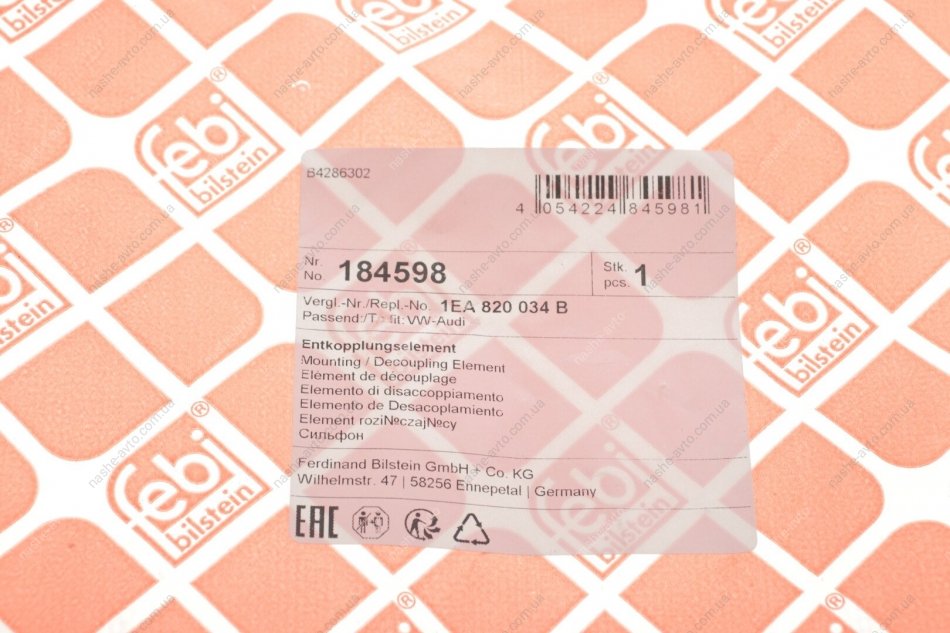 B4286302
4 054224 845981
Nr.
No. 184598
Stk.
pcs. 1
Vergl.-Nr./Repl.-No. 1EA 820 034 B
Passend:/To fit: VW-Audi
Entkopplungselement
Mounting / Decoupling Element
Élément de découplage
Elemento di disaccoppiamento
Elemento de Desacoplamiento
Element rozi№czaj№cy
Сильфон
Ferdinand Bilstein GmbH + Co. KG
Wilhelmstr. 47 | 58256 Ennepetal | Germany
EAC
febi
bilstein
nashe-avto.com.ua